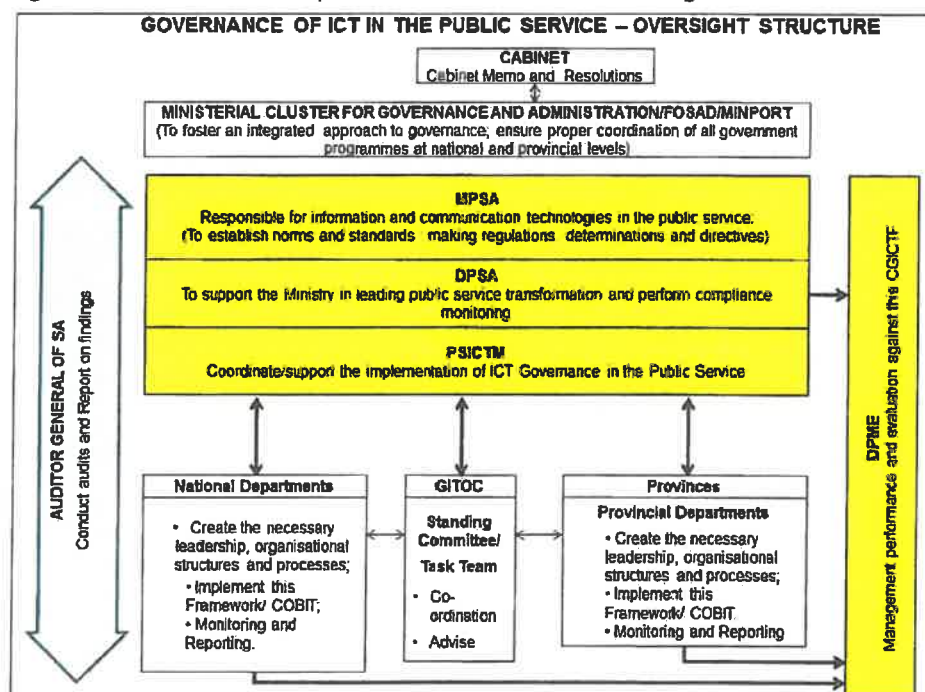 GOVERNANCE OF ICT IN THE PUBLIC SERVICE – OVERSIGHT STRUCTURE
CABINET
Cabinet Memo and Resolutions
MINISTERIAL CLUSTER FOR GOVERNANCE AND ADMINISTRATION/FOSAD/MINPORT
(To foster an integrated approach to governance; ensure proper coordination of all government
programmes at national and provincial levels)
AUDITOR GENERAL OF SA
Conduct audits and Report on findings
MPSA
Responsible for information and communication technologies in the public service.
(To establish norms and standards making regulations determinations and directives)
DPSA
To support the Ministry in leading public service transformation and perform compliance
monitoring
PSICTM
Coordinate/support the implementation of ICT Governance in the Public Service
DPME
Management performance and evaluation against this CGICTF
National Departments
• Create the necessary
leadership, organisational
structures and processes;
• Implement this
Framework/ COBIT;
• Monitoring and
Reporting.
GITOC
Standing
Committee/
Task Team
• Co-
ordination
• Advise
Provinces
Provincial Departments
• Create the necessary
leadership, organisational
structures and processes;
• Implement this
Framework/ COBIT.
• Monitoring and Reporting